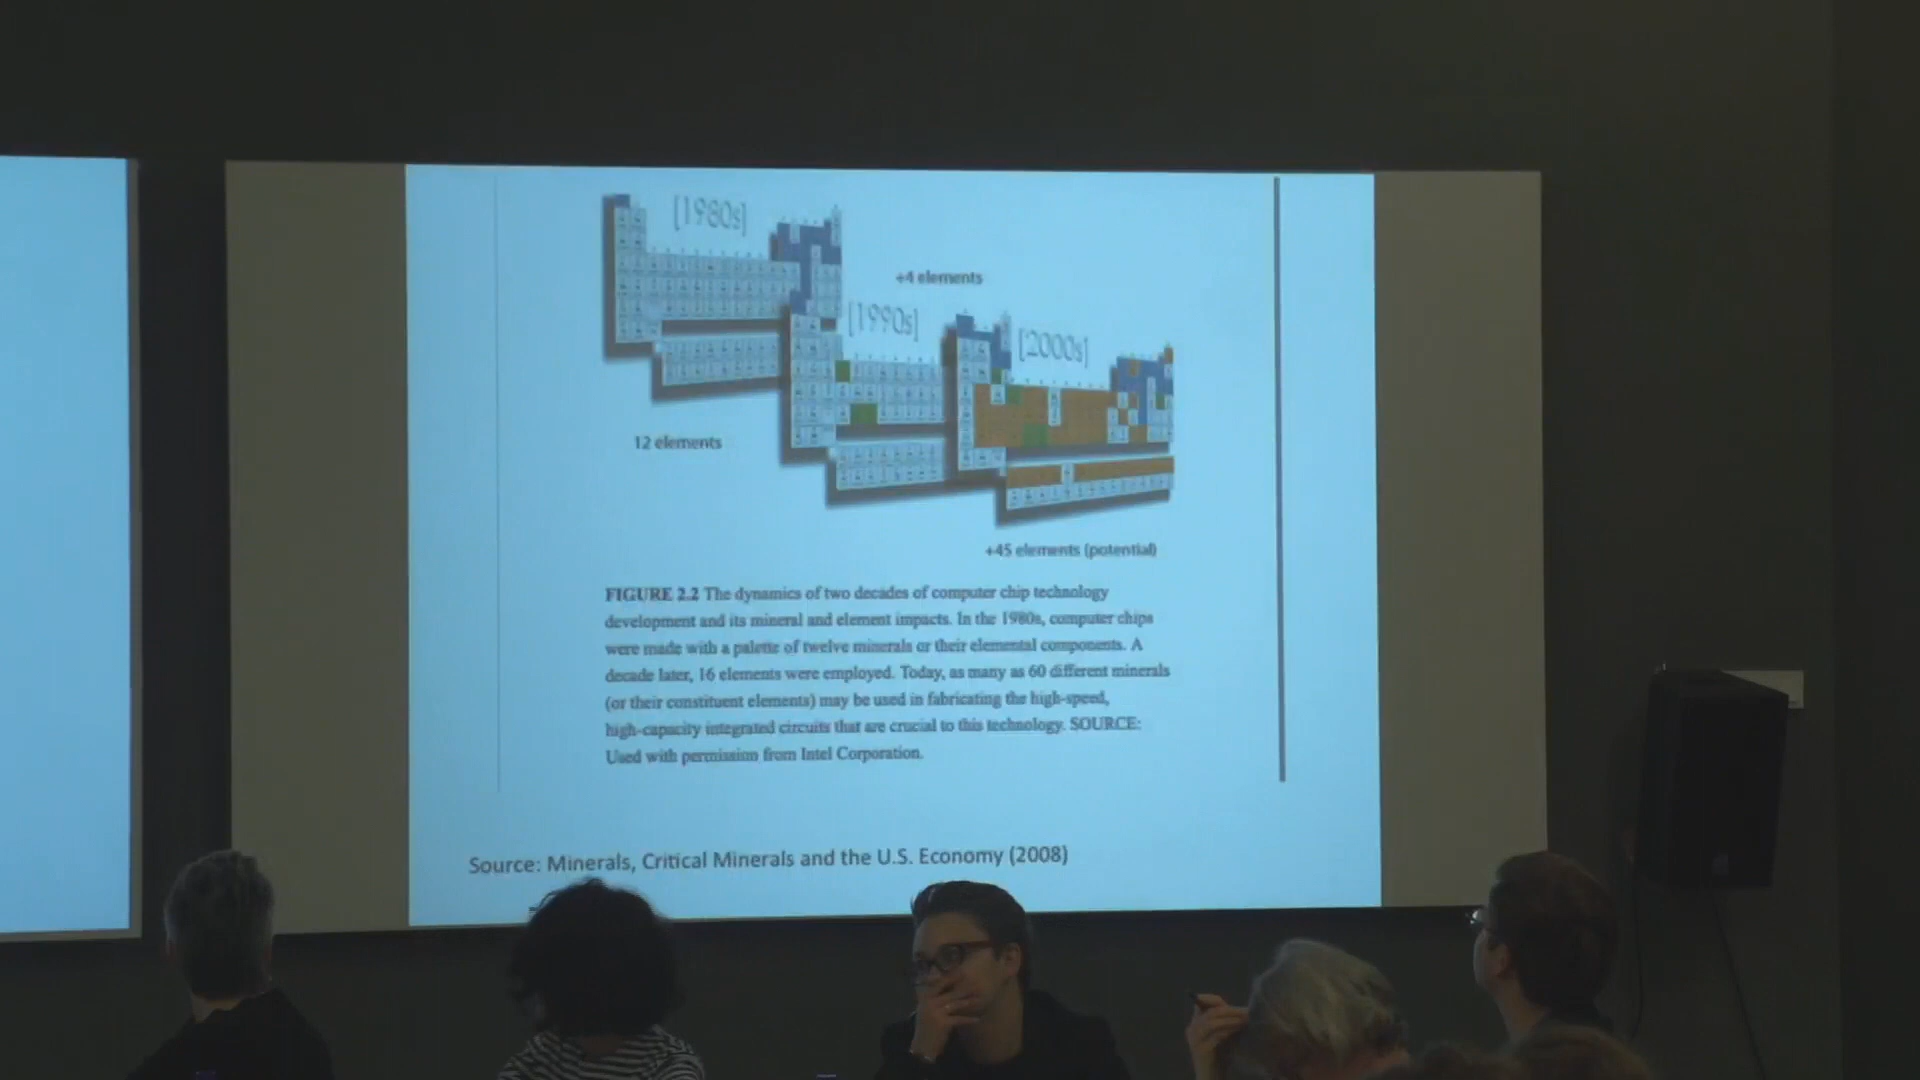 [1980s]
+4 elements
[1990s]
[2000s]
12 elements
+45 elements (potential)
FIGURE 2.2 The dynamics of two decades of computer chip technology
development and its mineral and element impacts. In the 1980s, computer chips
were made with a palette of twelve minerals or their elemental components. A
decade later, 16 elements were employed. Today, as many as 60 different minerals
(or their constituent elements) may be used in fabricating the high-speed,
high-capacity integrated circuits that are crucial to this technology. SOURCE:
Used with permission from Intel Corporation.
Source: Minerals, Critical Minerals and the U.S. Economy (2008)